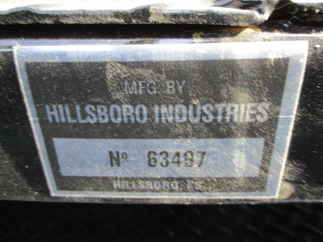 MFG. BY
HILLSBORO INDUSTRIES
Nº 63497
HILLSBORO, KS.